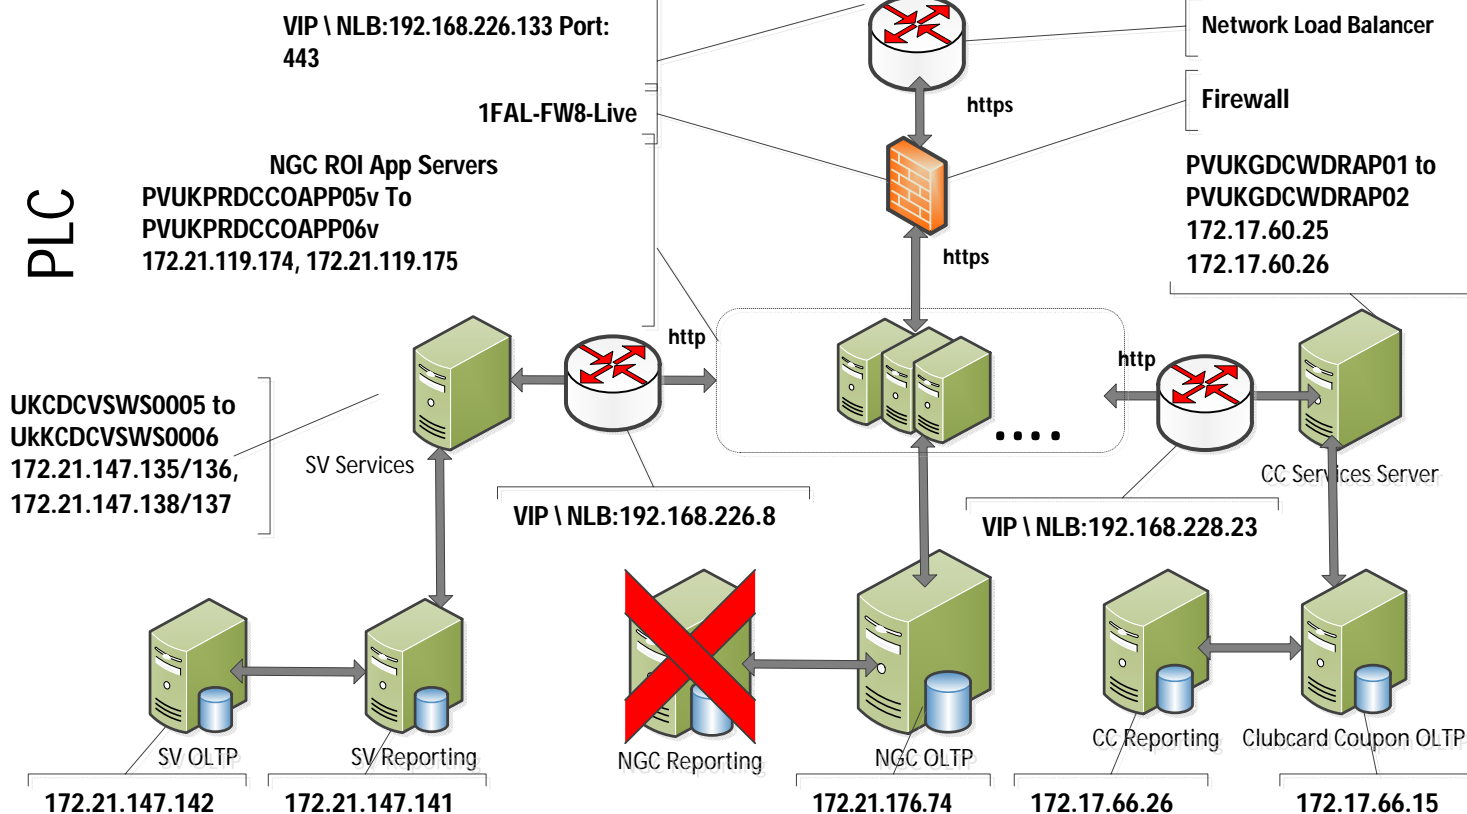 VIP \ NLB:192.168.226.133 Port:
443
Network Load Balancer
https
1FAL-FW8-Live
Firewall
PLC
NGC ROI App Servers
PVUKPRDCCOAPP05v To
PVUKPRDCCOAPP06v
172.21.119.174, 172.21.119.175
PVUKGDCWDRAP01 to
PVUKGDCWDRAP02
172.17.60.25
172.17.60.26
https
http
http
UKCDCVSWS0005 to
UkKCDCVSWS0006
172.21.147.135/136,
172.21.147.138/137
SV Services
....
CC Services Server
VIP \ NLB:192.168.226.8
VIP \ NLB:192.168.228.23
SV OLTP
SV Reporting
NGC Reporting
NGC OLTP
CC Reporting
Clubcard Coupon OLTP
172.21.147.142
172.21.147.141
172.21.176.74
172.17.66.26
172.17.66.15